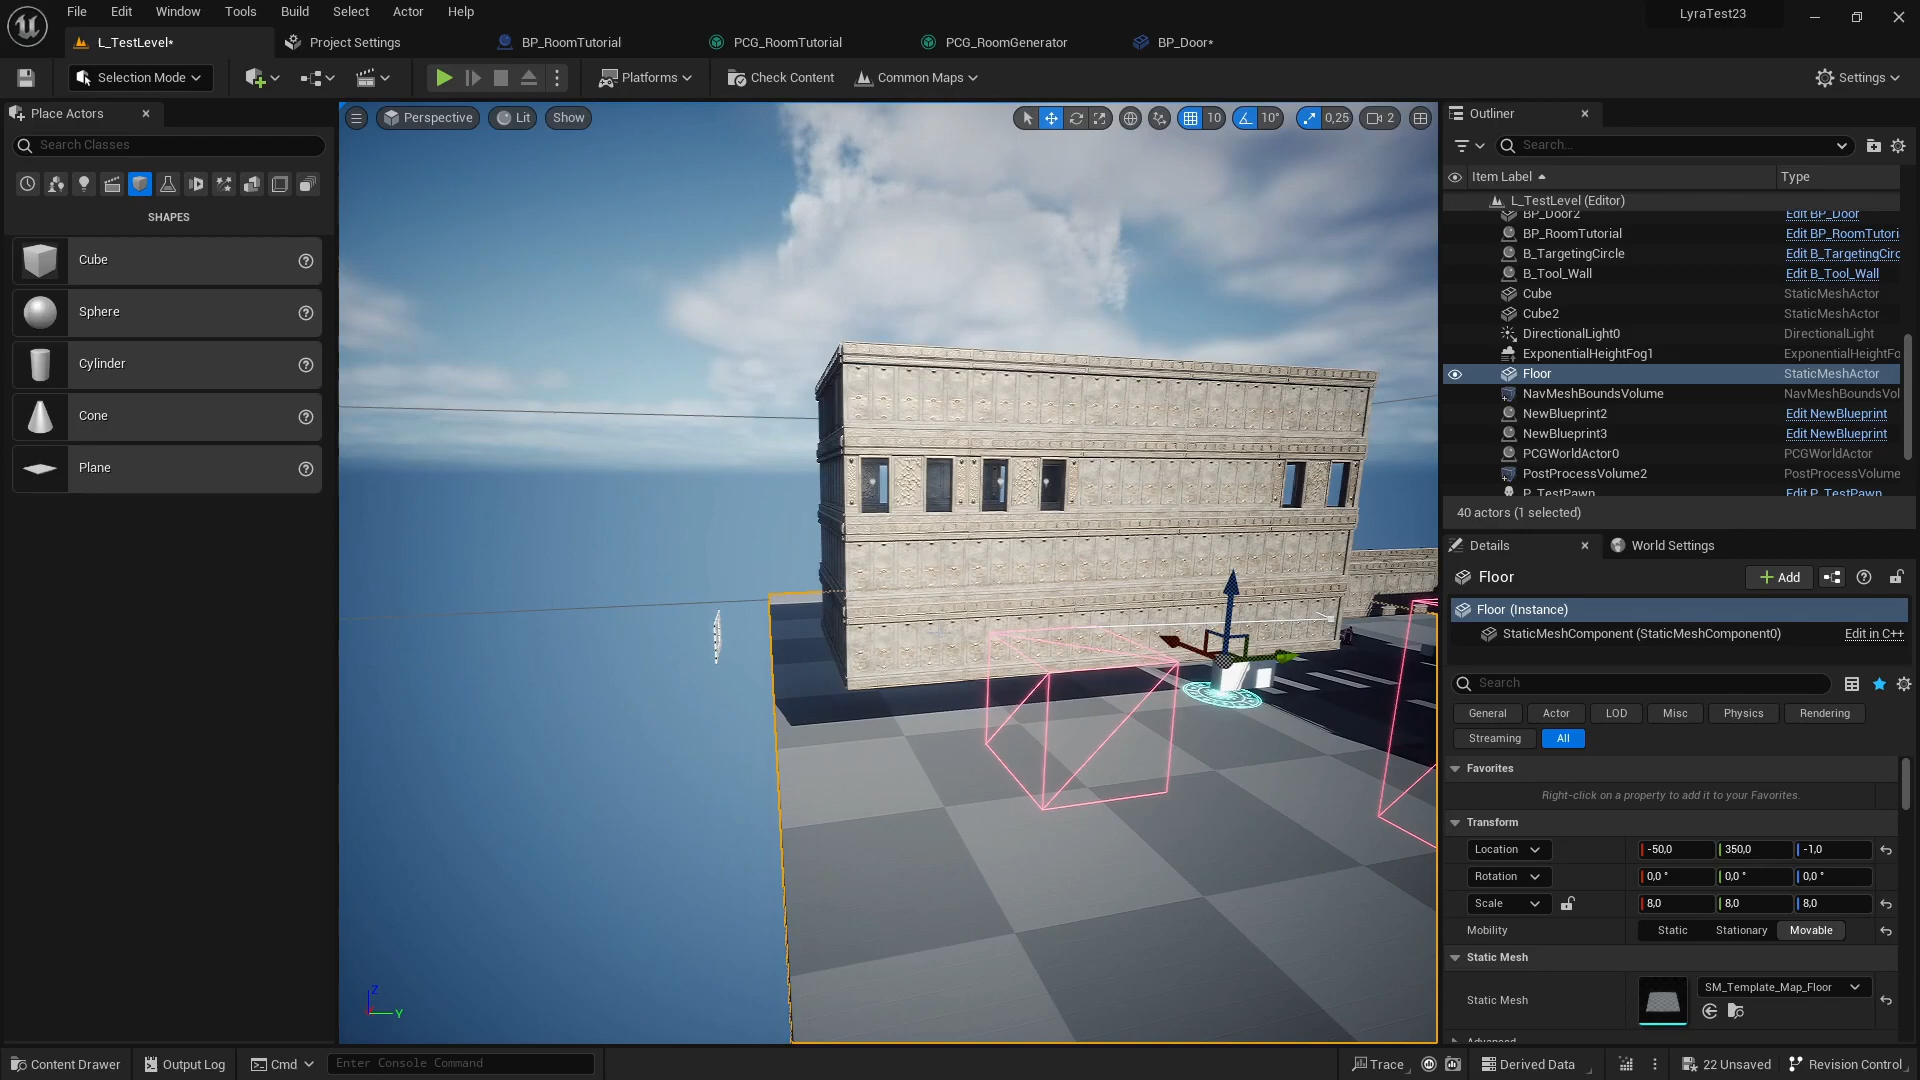 File Edit Window Tools Build Select Actor Help
LyraTest23
L_TestLevel*
Project Settings
BP_RoomTutorial
PCG_RoomTutorial
PCG_RoomGenerator
BP_Door*
Selection Mode
Platforms
Check Content
Common Maps
Settings
Place Actors
Search Classes
SHAPES
Cube
Sphere
Cylinder
Cone
Plane
Perspective
Lit
Show
10
10°
0,25
2
Z
Y
Outliner
Search...
Item Label
Type
L_TestLevel (Editor)
BP_Door2 Edit BP_Door
BP_RoomTutorial Edit BP_RoomTutori
B_TargetingCircle Edit B_TargetingCirc
B_Tool_Wall Edit B_Tool_Wall
Cube StaticMeshActor
Cube2 StaticMeshActor
DirectionalLight0 DirectionalLight
ExponentialHeightFog1 ExponentialHeightFo
Floor StaticMeshActor
NavMeshBoundsVolume NavMeshBoundsVol
NewBlueprint2 Edit NewBlueprint
NewBlueprint3 Edit NewBlueprint
PCGWorldActor0 PCGWorldActor
PostProcessVolume2 PostProcessVolume
P_TestPawn Edit P_TestPawn
40 actors (1 selected)
Details
World Settings
Floor
Add
Floor (Instance)
StaticMeshComponent (StaticMeshComponent0) Edit in C++
Search
General Actor LOD Misc Physics Rendering
Streaming All
Favorites
Right-click on a property to add it to your Favorites.
Transform
Location -50,0 350,0 -1,0
Rotation 0,0 ° 0,0 ° 0,0 °
Scale 8,0 8,0 8,0
Mobility Static Stationary Movable
Static Mesh
Static Mesh SM_Template_Map_Floor
Advanced
Content Drawer
Output Log
Cmd
Enter Console Command
Trace
Derived Data
22 Unsaved
Revision Control